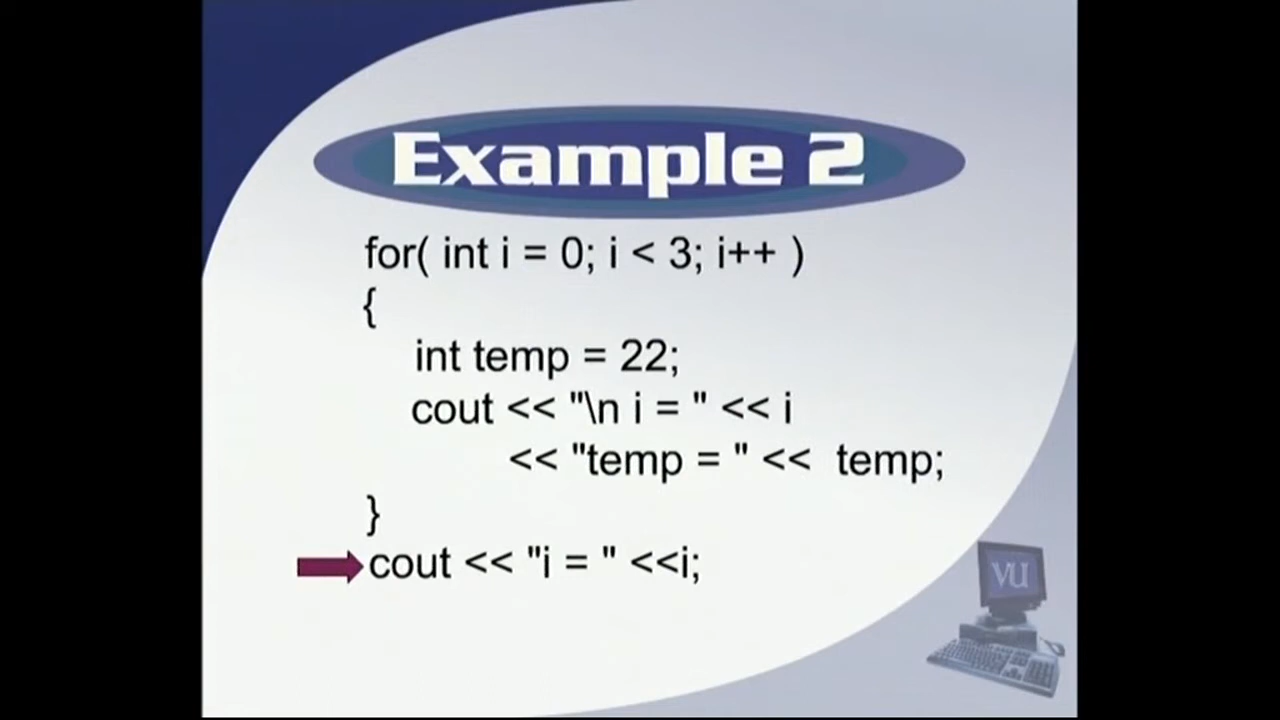 Example 2
for( int i = 0; i < 3; i++ )
{
int temp = 22;
cout << "\n i = " << i
<< "temp = " << temp;
}
cout << "i = " <<i;
VU